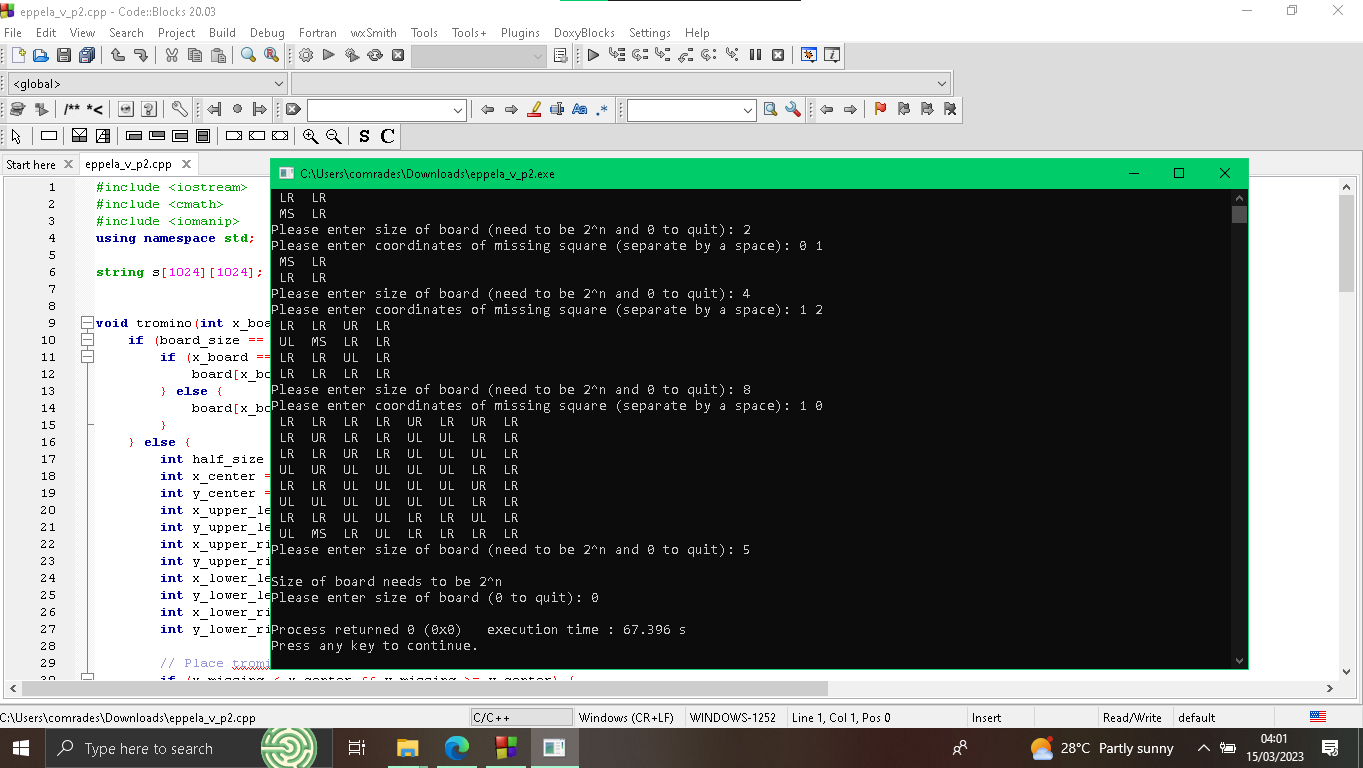 eppela_v_p2.cpp - Code::Blocks 20.03
File Edit View Search Project Build Debug Fortran wxSmith Tools Tools+ Plugins DoxyBlocks Settings Help
<global>
/** *<
Aa .*
S C
Start here eppela_v_p2.cpp
1 #include <iostream>
2 #include <cmath>
3 #include <iomanip>
4 using namespace std;
5
6 string s[1024][1024];
7
8
9 void tromino(int x_boa
10 if (board_size ==
11 if (x_board ==
12 board[x_bo
13 } else {
14 board[x_bo
15 }
16 } else {
17 int half_size
18 int x_center =
19 int y_center =
20 int x_upper_le
21 int y_upper_le
22 int x_upper_ri
23 int y_upper_ri
24 int x_lower_le
25 int y_lower_le
26 int x_lower_ri
27 int y_lower_ri
28
29 // Place tromi
30 if (x_missing < x_center && y_missing >= y_center) {
C:\Users\comrades\Downloads\eppela_v_p2.exe
LR LR
MS LR
Please enter size of board (need to be 2^n and 0 to quit): 2
Please enter coordinates of missing square (separate by a space): 0 1
MS LR
LR LR
Please enter size of board (need to be 2^n and 0 to quit): 4
Please enter coordinates of missing square (separate by a space): 1 2
LR LR UR LR
UL MS LR LR
LR LR UL LR
LR LR LR LR
Please enter size of board (need to be 2^n and 0 to quit): 8
Please enter coordinates of missing square (separate by a space): 1 0
LR LR LR LR UR LR UR LR
LR UR LR LR UL UL LR LR
LR LR UR LR UL UL UL LR
UL UR UL UL UL UL LR LR
LR LR UL UL UL UL UR LR
UL UL UL UL UL UL LR LR
LR LR UL UL LR LR UL LR
UL MS LR UL LR LR LR LR
Please enter size of board (need to be 2^n and 0 to quit): 5

Size of board needs to be 2^n
Please enter size of board (0 to quit): 0

Process returned 0 (0x0) execution time : 67.396 s
Press any key to continue.
C:\Users\comrades\Downloads\eppela_v_p2.cpp C/C++ Windows (CR+LF) WINDOWS-1252 Line 1, Col 1, Pos 0 Insert Read/Write default
Type here to search 28°C Partly sunny 04:01
15/03/2023